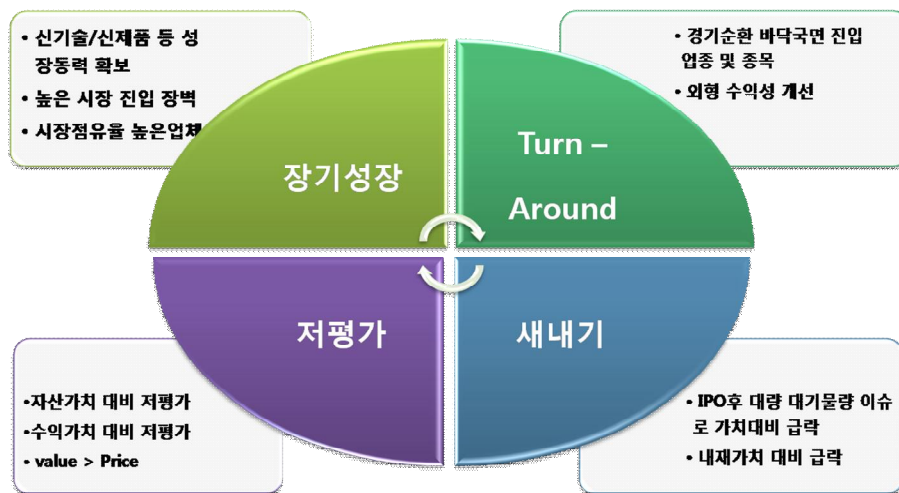 • 신기술/신제품 등 성
장동력 확보
• 높은 시장 진입 장벽
• 시장점유율 높은업체
• 경기순환 바닥국면 진입
업종 및 종목
• 외형 수익성 개선
장기성장
Turn –
Around
저평가
새내기
•자산가치 대비 저평가
•수익가치 대비 저평가
• value > Price
• IPO후 대량 대기물량 이슈
로 가치대비 급락
• 내재가치 대비 급락